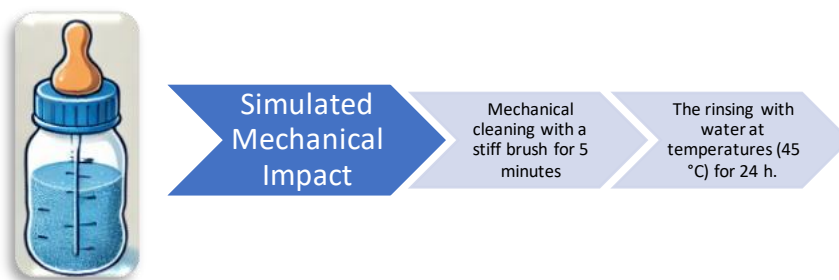 Simulated
Mechanical
Impact
Mechanical
cleaning with a
stiff brush for 5
minutes
The rinsing with
water at
temperatures (45
°C) for 24 h.